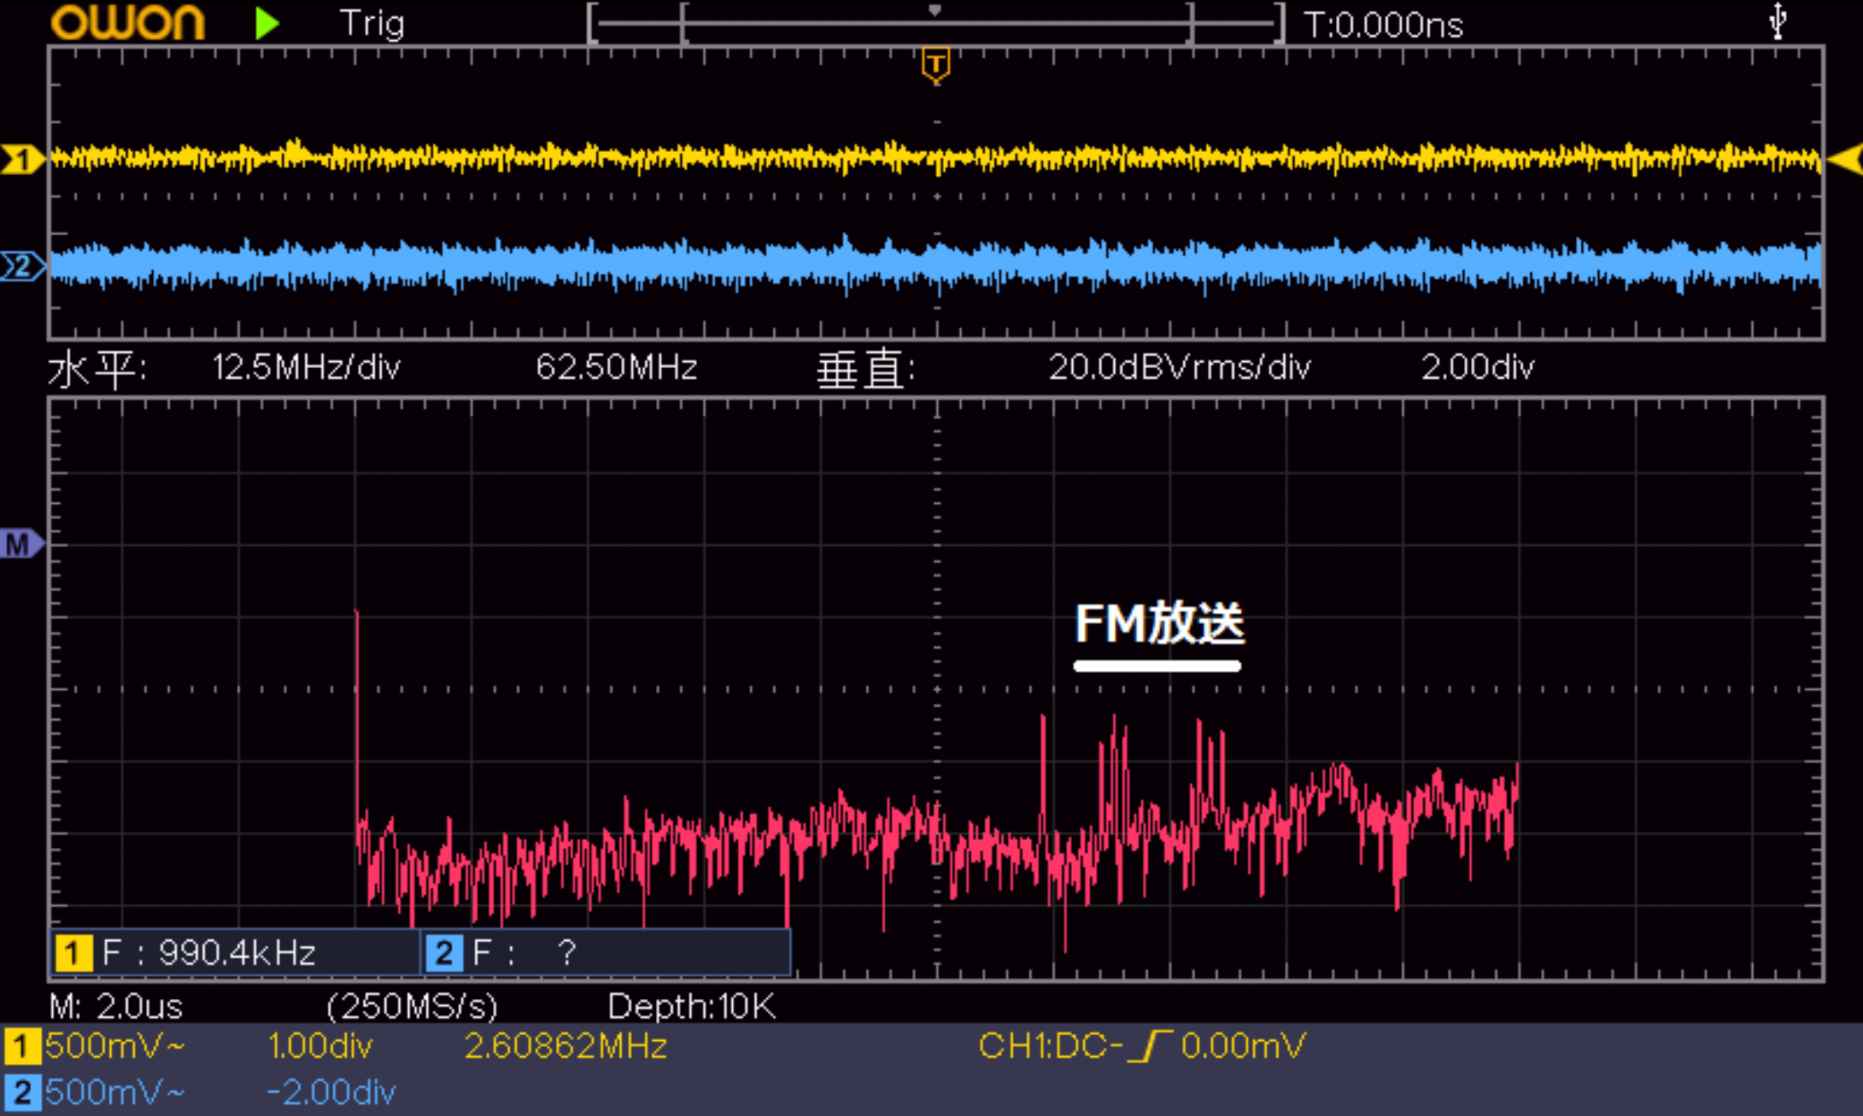 owon Trig T:0.000ns
T
1
2
水平: 12.5MHz/div 62.50MHz 垂直: 20.0dBVrms/div 2.00div
M
FM放送
1 F : 990.4kHz 2 F : ?
M: 2.0us (250MS/s) Depth:10K
1 500mV~ 1.00div 2.60862MHz CH1:DC- 0.00mV
2 500mV~ -2.00div